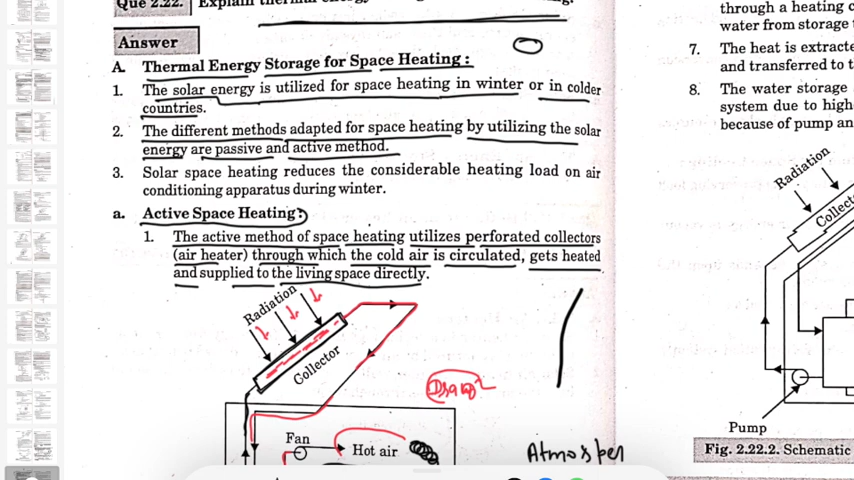 Que 2.22. Explain
Answer
A. Thermal Energy Storage for Space Heating :
1. The solar energy is utilized for space heating in winter or in colder
countries.
2. The different methods adapted for space heating by utilizing the solar
energy are passive and active method.
3. Solar space heating reduces the considerable heating load on air
conditioning apparatus during winter.
a. Active Space Heating :
1. The active method of space heating utilizes perforated collectors
(air heater) through which the cold air is circulated, gets heated
and supplied to the living space directly.
Radiation
Collector
Fan
Hot air
Atmospher
through a heating
water from storage
7. The heat is extracte
and transferred to t
8. The water storage
system due to high
because of pump an
Radiation
Collect
Pump
Fig. 2.22.2. Schematic